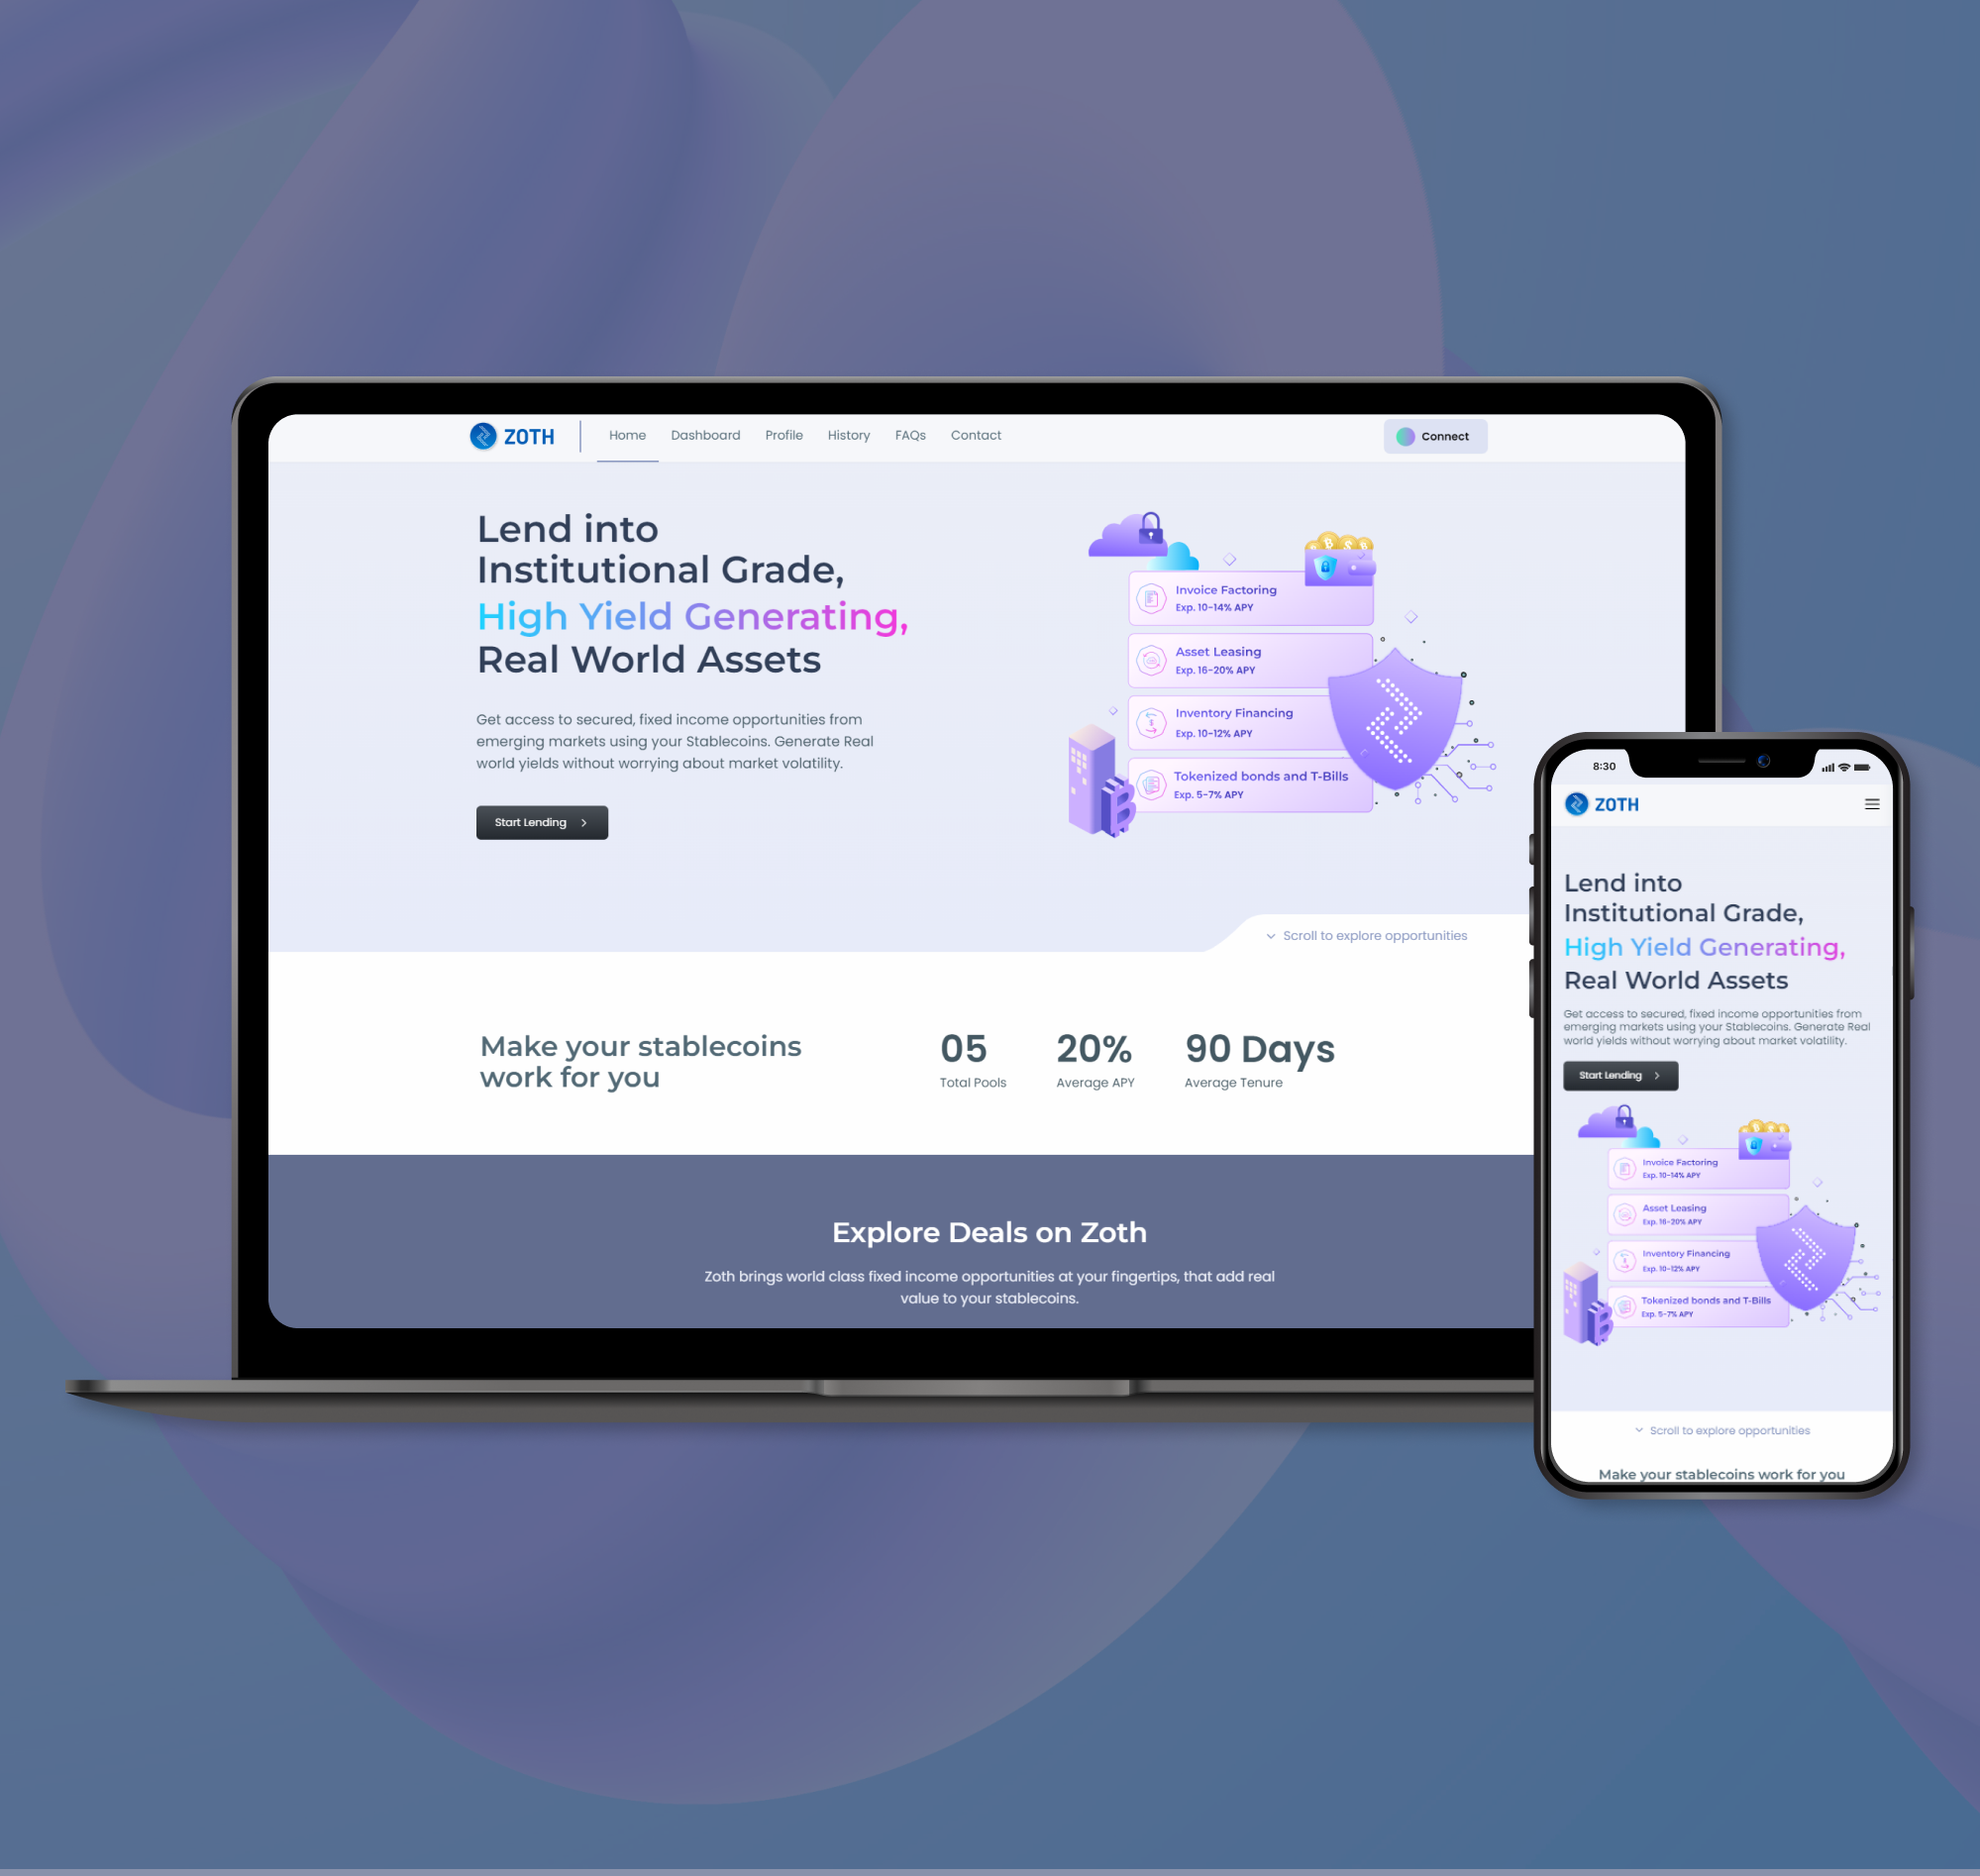 ZOTH
Home Dashboard Profile History FAQs Contact
Connect
Lend into
Institutional Grade,
High Yield Generating,
Real World Assets
Get access to secured, fixed income opportunities from
emerging markets using your Stablecoins. Generate Real
world yields without worrying about market volatility.
Start Lending
Invoice Factoring
Exp. 10-14% APY
Asset Leasing
Exp. 16-20% APY
Inventory Financing
Exp. 10-12% APY
Tokenized bonds and T-Bills
Exp. 5-7% APY
Scroll to explore opportunities
Make your stablecoins
work for you
05
Total Pools
20%
Average APY
90 Days
Average Tenure
Explore Deals on Zoth
Zoth brings world class fixed income opportunities at your fingertips, that add real
value to your stablecoins.
8:30
ZOTH
Lend into
Institutional Grade,
High Yield Generating,
Real World Assets
Get access to secured, fixed income opportunities from
emerging markets using your Stablecoins. Generate Real
world yields without worrying about market volatility.
Start Lending
Invoice Factoring
Exp. 10-14% APY
Asset Leasing
Exp. 16-20% APY
Inventory Financing
Exp. 10-12% APY
Tokenized bonds and T-Bills
Exp. 5-7% APY
Scroll to explore opportunities
Make your stablecoins work for you